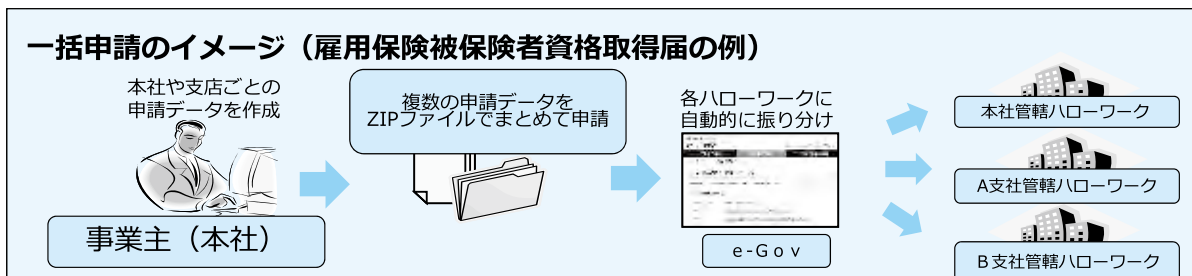 一括申請のイメージ（雇用保険被保険者資格取得届の例）
本社や支店ごとの
申請データを作成
事業主（本社）
複数の申請データを
ZIPファイルでまとめて申請
各ハローワークに
自動的に振り分け
e-Gov
本社管轄ハローワーク
A支社管轄ハローワーク
B支社管轄ハローワーク